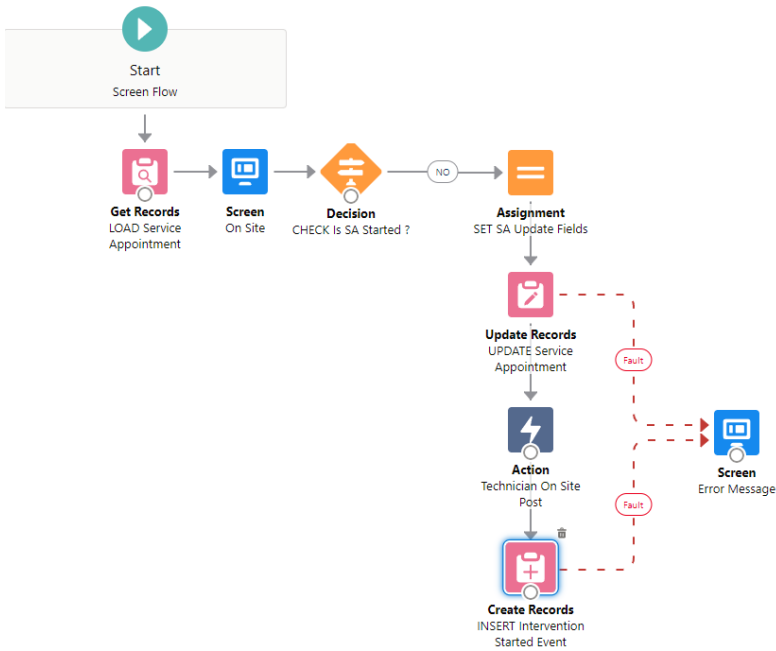 Start
Screen Flow
Get Records
LOAD Service
Appointment
Screen
On Site
Decision
CHECK Is SA Started ?
NO
Assignment
SET SA Update Fields
Update Records
UPDATE Service
Appointment
Fault
Action
Technician On Site
Post
Screen
Error Message
Fault
Create Records
INSERT Intervention
Started Event